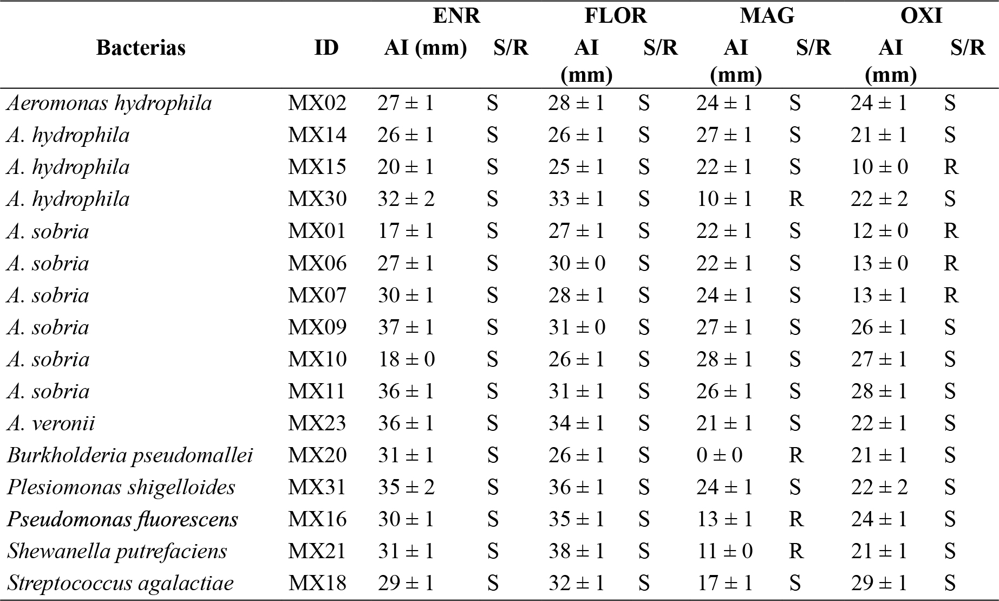 ENR FLOR MAG OXI
Bacterias ID AI (mm) S/R AI S/R AI S/R AI S/R
(mm) (mm) (mm)
Aeromonas hydrophila MX02 27 ± 1 S 28 ± 1 S 24 ± 1 S 24 ± 1 S
A. hydrophila MX14 26 ± 1 S 26 ± 1 S 27 ± 1 S 21 ± 1 S
A. hydrophila MX15 20 ± 1 S 25 ± 1 S 22 ± 1 S 10 ± 0 R
A. hydrophila MX30 32 ± 2 S 33 ± 1 S 10 ± 1 R 22 ± 2 S
A. sobria MX01 17 ± 1 S 27 ± 1 S 22 ± 1 S 12 ± 0 R
A. sobria MX06 27 ± 1 S 30 ± 0 S 22 ± 1 S 13 ± 0 R
A. sobria MX07 30 ± 1 S 28 ± 1 S 24 ± 1 S 13 ± 1 R
A. sobria MX09 37 ± 1 S 31 ± 0 S 27 ± 1 S 26 ± 1 S
A. sobria MX10 18 ± 0 S 26 ± 1 S 28 ± 1 S 27 ± 1 S
A. sobria MX11 36 ± 1 S 31 ± 1 S 26 ± 1 S 28 ± 1 S
A. veronii MX23 36 ± 1 S 34 ± 1 S 21 ± 1 S 22 ± 1 S
Burkholderia pseudomallei MX20 31 ± 1 S 26 ± 1 S 0 ± 0 R 21 ± 1 S
Plesiomonas shigelloides MX31 35 ± 2 S 36 ± 1 S 24 ± 1 S 22 ± 2 S
Pseudomonas fluorescens MX16 30 ± 1 S 35 ± 1 S 13 ± 1 R 24 ± 1 S
Shewanella putrefaciens MX21 31 ± 1 S 38 ± 1 S 11 ± 0 R 21 ± 1 S
Streptococcus agalactiae MX18 29 ± 1 S 32 ± 1 S 17 ± 1 S 29 ± 1 S